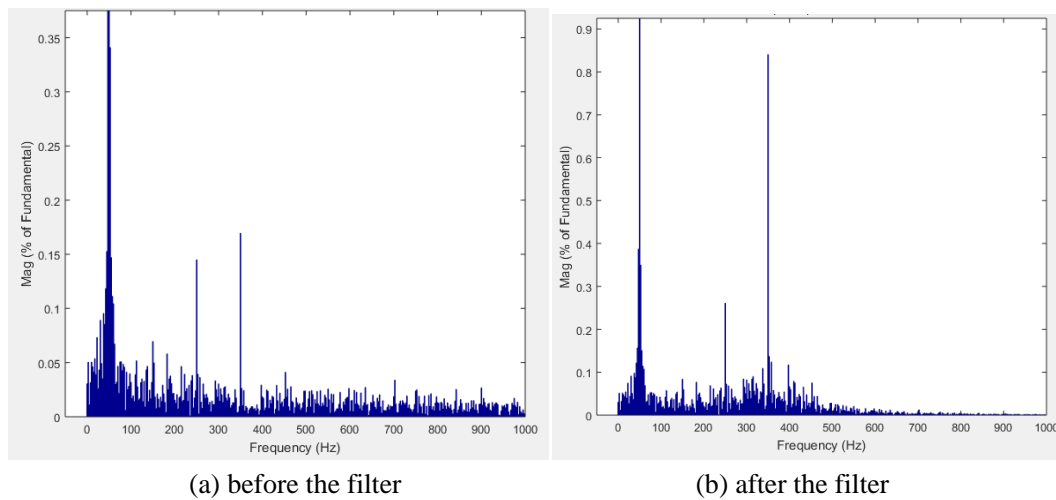 0.35
0.3
0.25
0.2
0.15
0.1
0.05
0
Mag (% of Fundamental)
0 100 200 300 400 500 600 700 800 900 1000
Frequency (Hz)
(a) before the filter
0.9
0.8
0.7
0.6
0.5
0.4
0.3
0.2
0.1
0
Mag (% of Fundamental)
0 100 200 300 400 500 600 700 800 900 1000
Frequency (Hz)
(b) after the filter